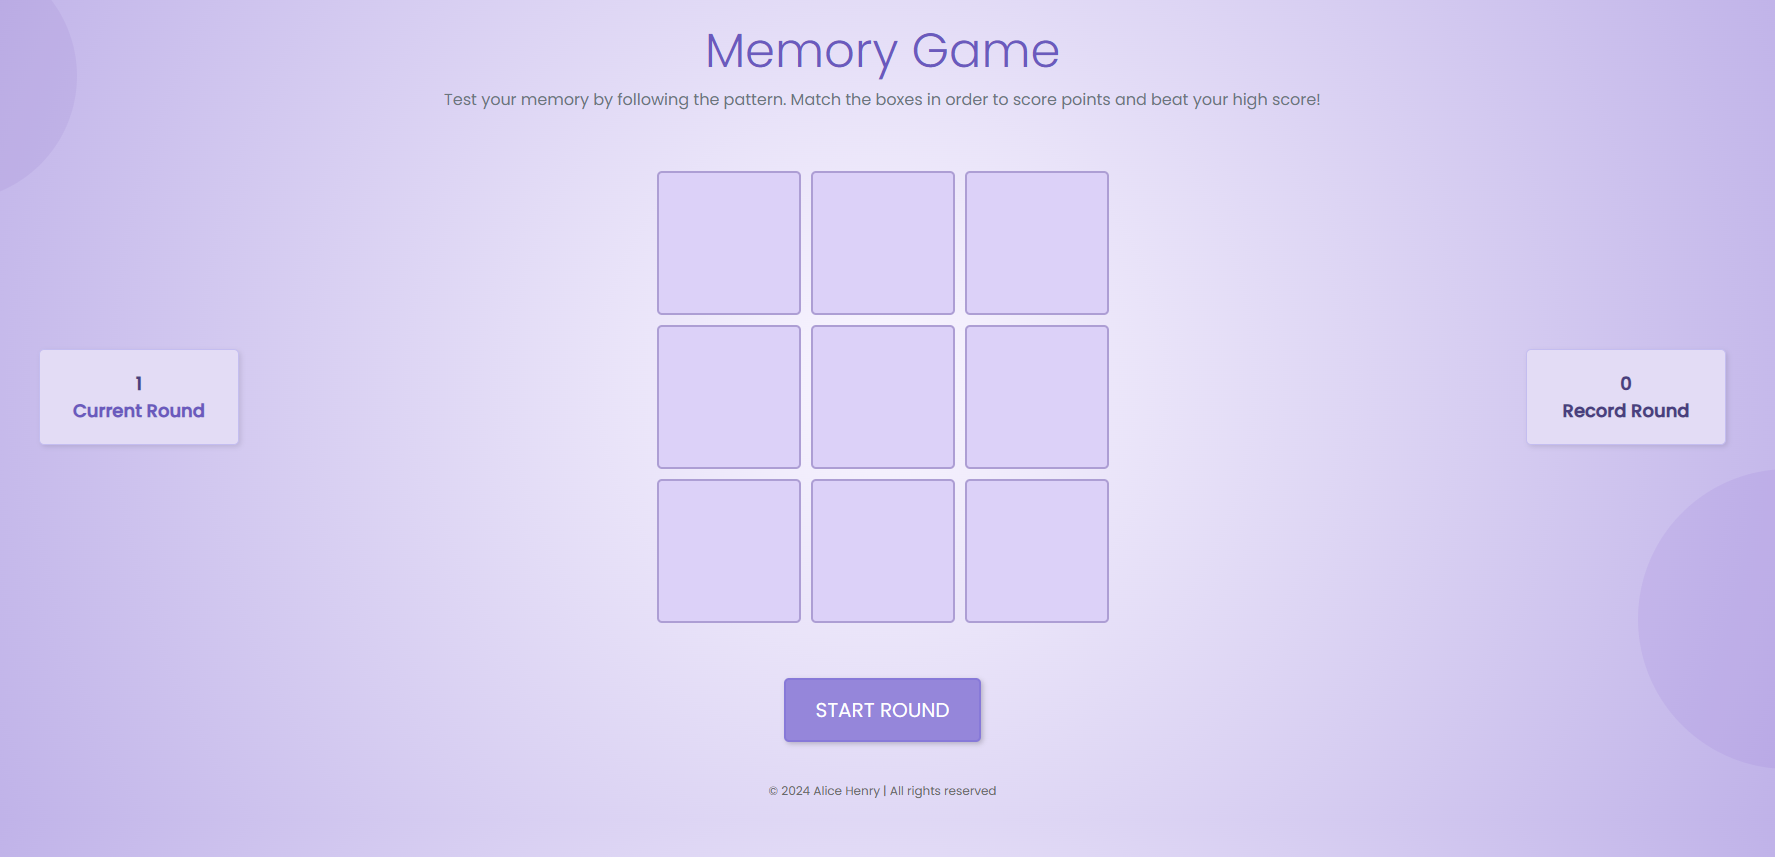 Memory Game
Test your memory by following the pattern. Match the boxes in order to score points and beat your high score!
1
Current Round
0
Record Round
START ROUND
© 2024 Alice Henry | All rights reserved